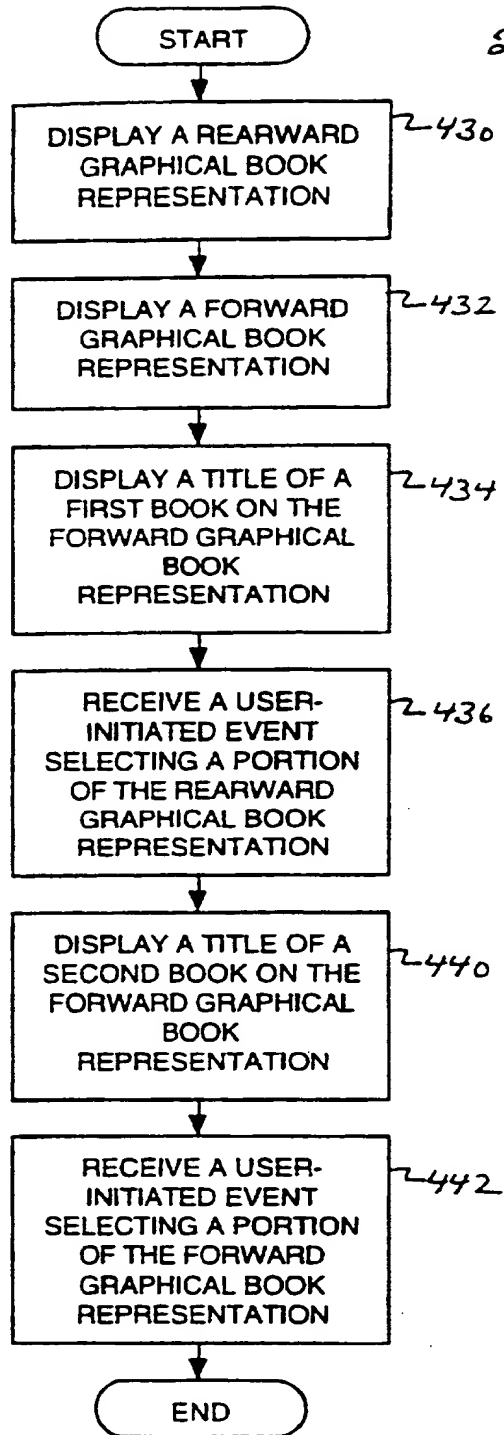 START
DISPLAY A REARWARD
GRAPHICAL BOOK
REPRESENTATION
430
DISPLAY A FORWARD
GRAPHICAL BOOK
REPRESENTATION
432
DISPLAY A TITLE OF A
FIRST BOOK ON THE
FORWARD GRAPHICAL
BOOK
REPRESENTATION
434
RECEIVE A USER-
INITIATED EVENT
SELECTING A PORTION
OF THE REARWARD
GRAPHICAL BOOK
REPRESENTATION
436
DISPLAY A TITLE OF A
SECOND BOOK ON THE
FORWARD GRAPHICAL
BOOK
REPRESENTATION
440
RECEIVE A USER-
INITIATED EVENT
SELECTING A PORTION
OF THE FORWARD
GRAPHICAL BOOK
REPRESENTATION
442
END